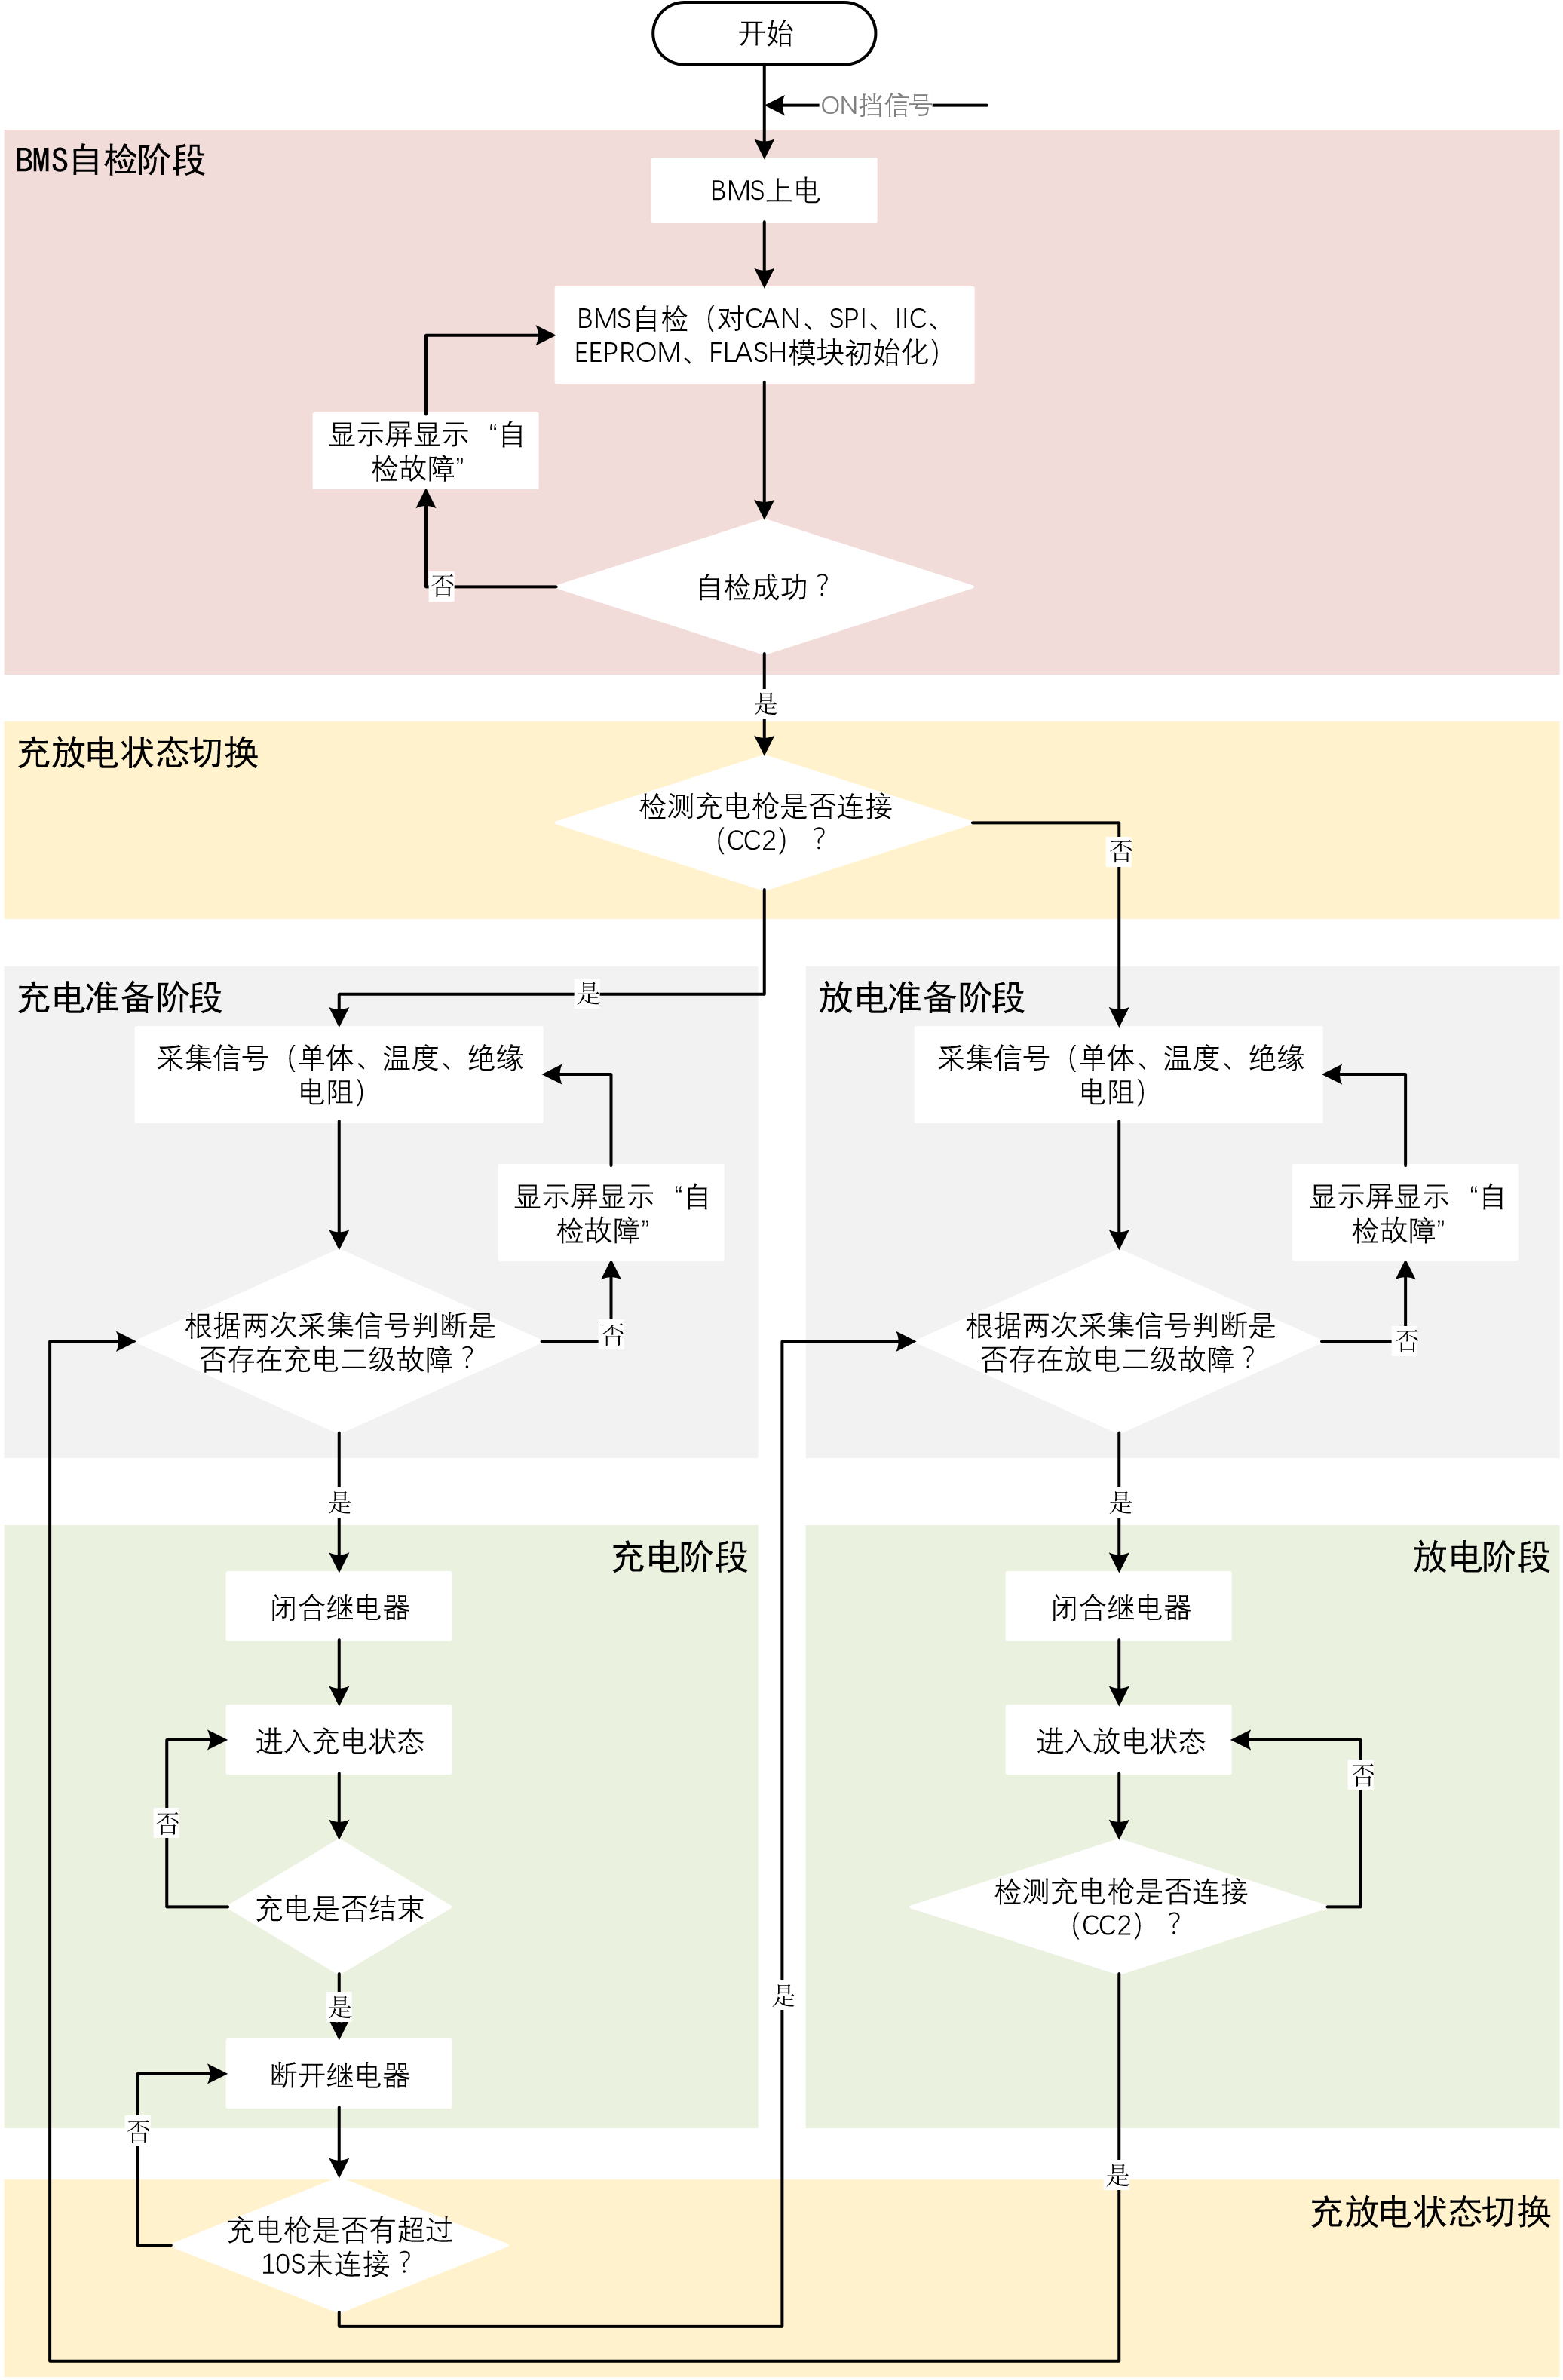 开始
ON挡信号
BMS自检阶段
BMS上电
BMS自检（对CAN、SPI、IIC、
EEPROM、FLASH模块初始化）
显示屏显示 “自
检故障”
否
自检成功？
是
充放电状态切换
检测充电枪是否连接
（CC2）？
否
是
充电准备阶段
采集信号（单体、温度、绝缘
电阻）
显示屏显示 “自
检故障”
根据两次采集信号判断是
否存在充电二级故障？
否
是
放电准备阶段
采集信号（单体、温度、绝缘
电阻）
显示屏显示 “自
检故障”
根据两次采集信号判断是
否存在放电二级故障？
否
是
充电阶段
闭合继电器
进入充电状态
否
充电是否结束
是
断开继电器
否
放电阶段
闭合继电器
进入放电状态
否
检测充电枪是否连接
（CC2）？
是
是
充放电状态切换
充电枪是否有超过
10S未连接？